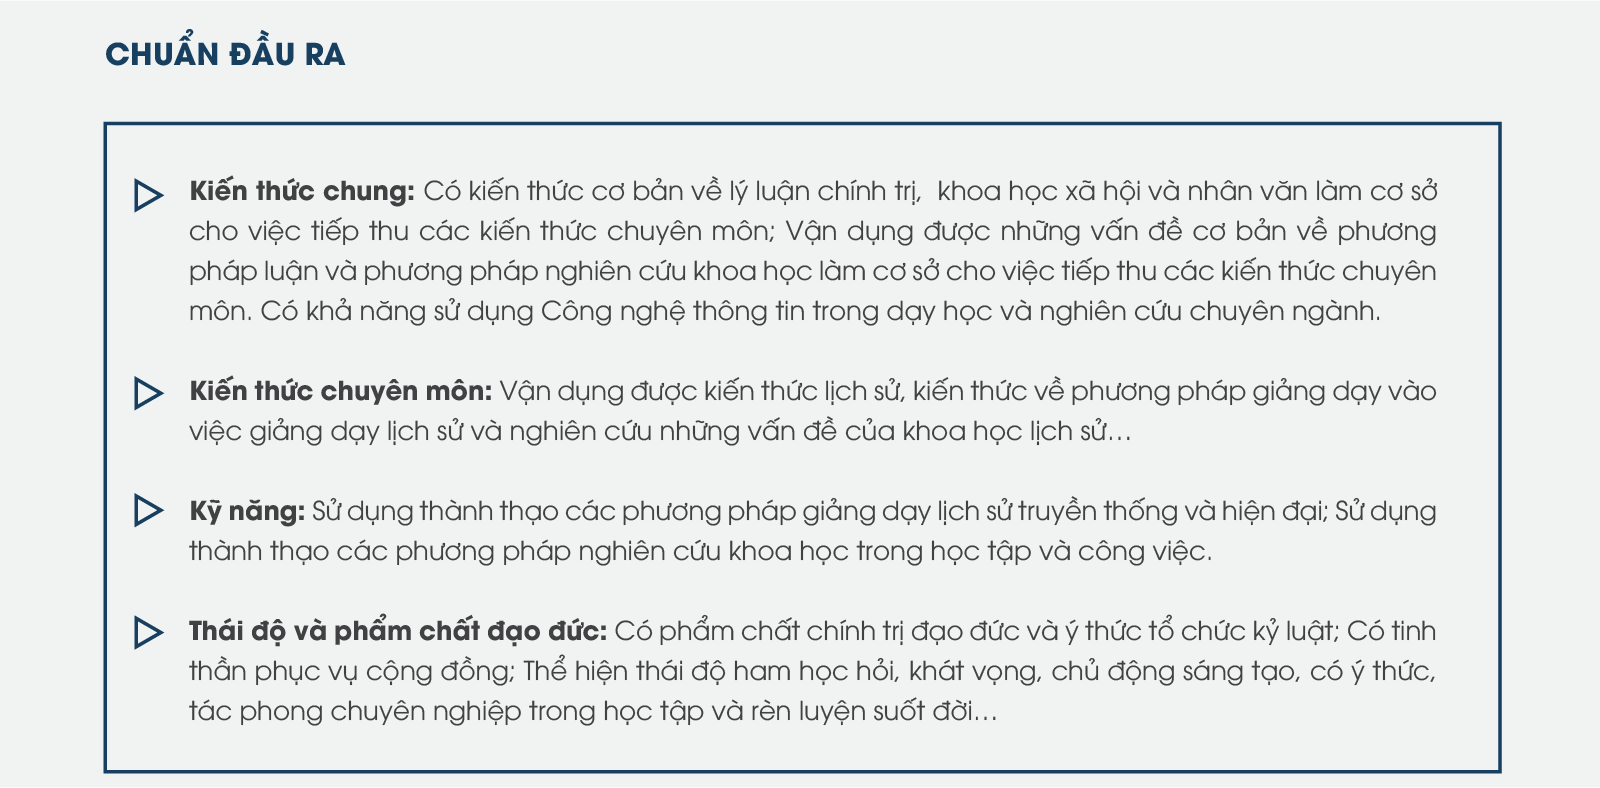 CHUẨN ĐẦU RA
Kiến thức chung: Có kiến thức cơ bản về lý luận chính trị, khoa học xã hội và nhân văn làm cơ sở
cho việc tiếp thu các kiến thức chuyên môn; Vận dụng được những vấn đề cơ bản về phương
pháp luận và phương pháp nghiên cứu khoa học làm cơ sở cho việc tiếp thu các kiến thức chuyên
môn. Có khả năng sử dụng Công nghệ thông tin trong dạy học và nghiên cứu chuyên ngành.
Kiến thức chuyên môn: Vận dụng được kiến thức lịch sử, kiến thức về phương pháp giảng dạy vào
việc giảng dạy lịch sử và nghiên cứu những vấn đề của khoa học lịch sử...
Kỹ năng: Sử dụng thành thạo các phương pháp giảng dạy lịch sử truyền thống và hiện đại; Sử dụng
thành thạo các phương pháp nghiên cứu khoa học trong học tập và công việc.
Thái độ và phẩm chất đạo đức: Có phẩm chất chính trị đạo đức và ý thức tổ chức kỷ luật; Có tinh
thần phục vụ cộng đồng; Thể hiện thái độ ham học hỏi, khát vọng, chủ động sáng tạo, có ý thức,
tác phong chuyên nghiệp trong học tập và rèn luyện suốt đời...